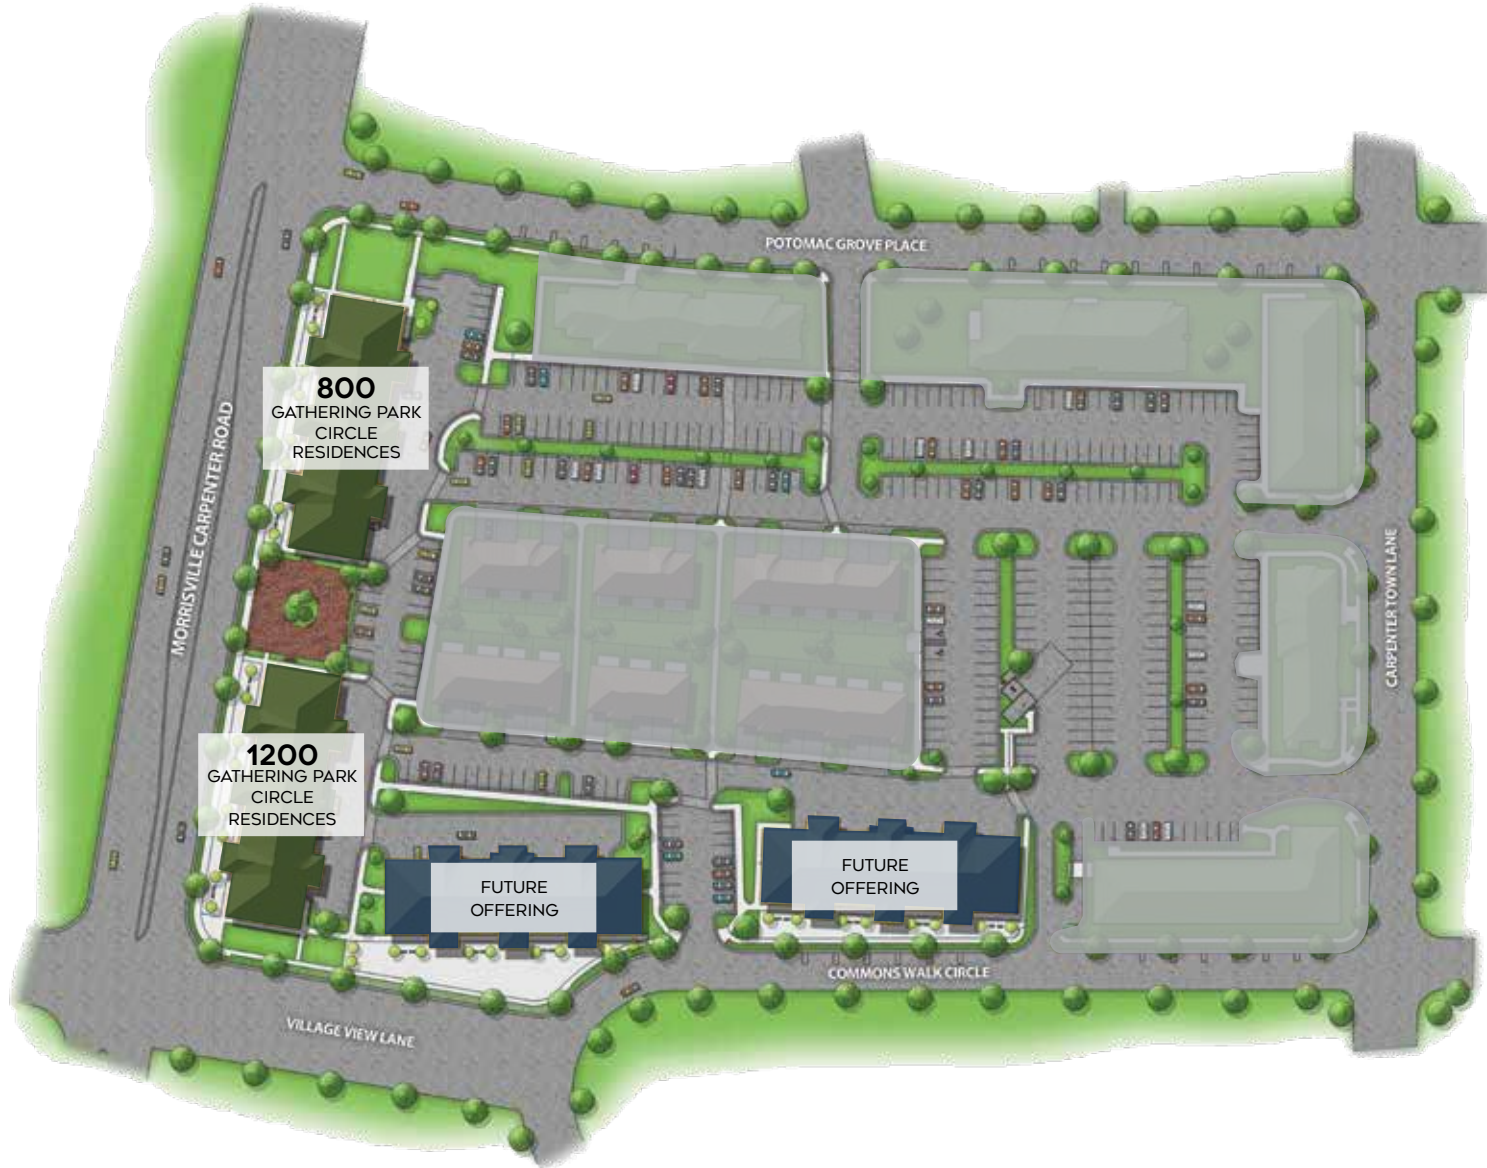 POTOMAC GROVE PLACE
800
GATHERING PARK
CIRCLE
RESIDENCES
MORRISVILLE CARPENTER ROAD
CARPENTER TOWN LANE
1200
GATHERING PARK
CIRCLE
RESIDENCES
FUTURE
OFFERING
FUTURE
OFFERING
COMMONS WALK CIRCLE
VILLAGE VIEW LANE